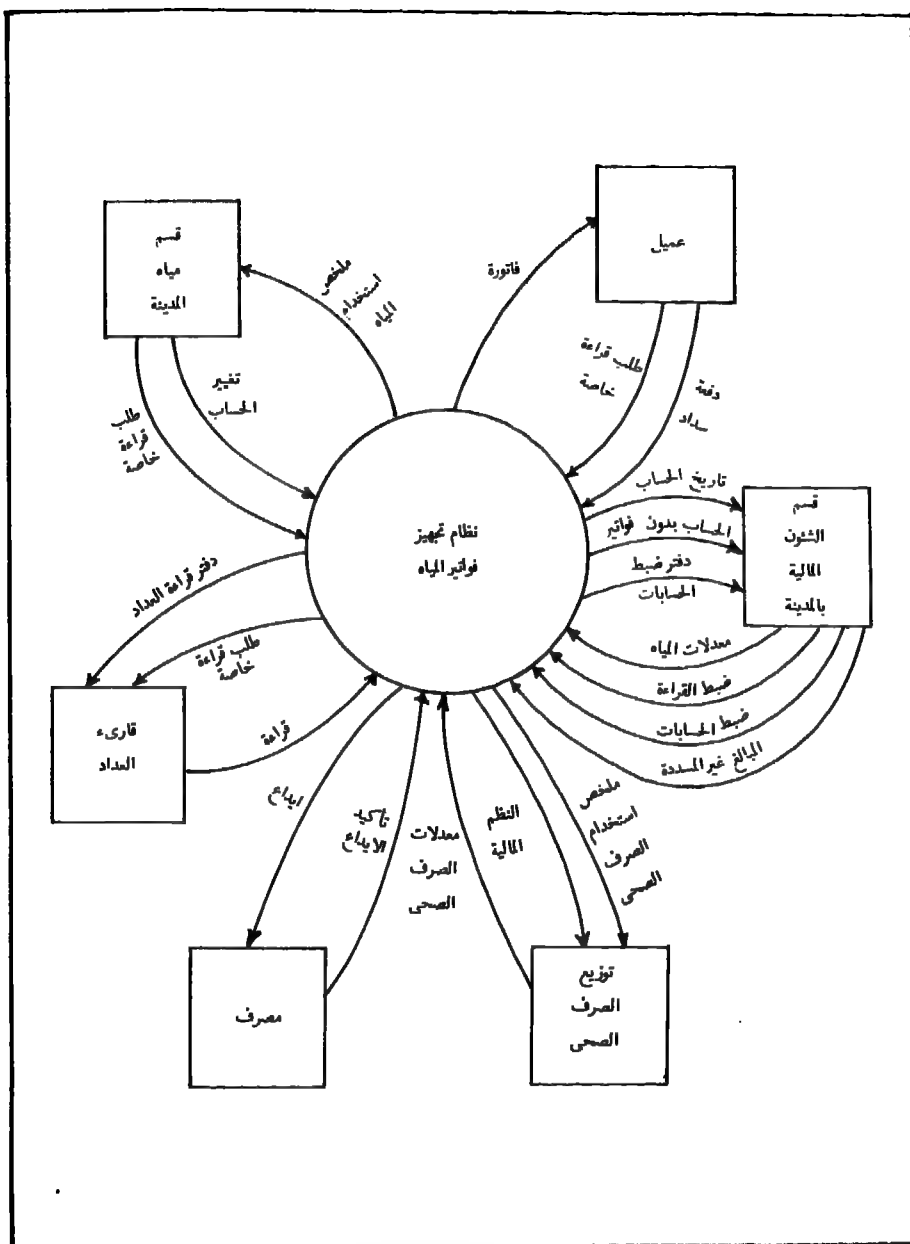 عميل
قسم
مياه
المدينة
فاتورة
ملخص
استخدام
المياه
طلب قراءة
خاصة
دفعة
سداد
تغيير
الحساب
طلب
قراءة
خاصة
تاريخ الحساب
الحساب بدون فواتير
دفتر ضبط
الحسابات
قسم
الشئون
المالية
بالمدينة
نظام تجهيز
فواتير المياه
دفتر قراءة العداد
طلب قراءة
خاصة
قراءة
قارىء
العداد
معدلات المياه
ضبط القراءة
ضبط الحسابات
المبالغ غير المسددة
ايداع
تأكيد
الايداع
معدلات
الصرف
الصحى
النظم
المالية
ملخص
استخدام
الصرف
الصحى
مصرف
توزيع
الصرف
الصحى